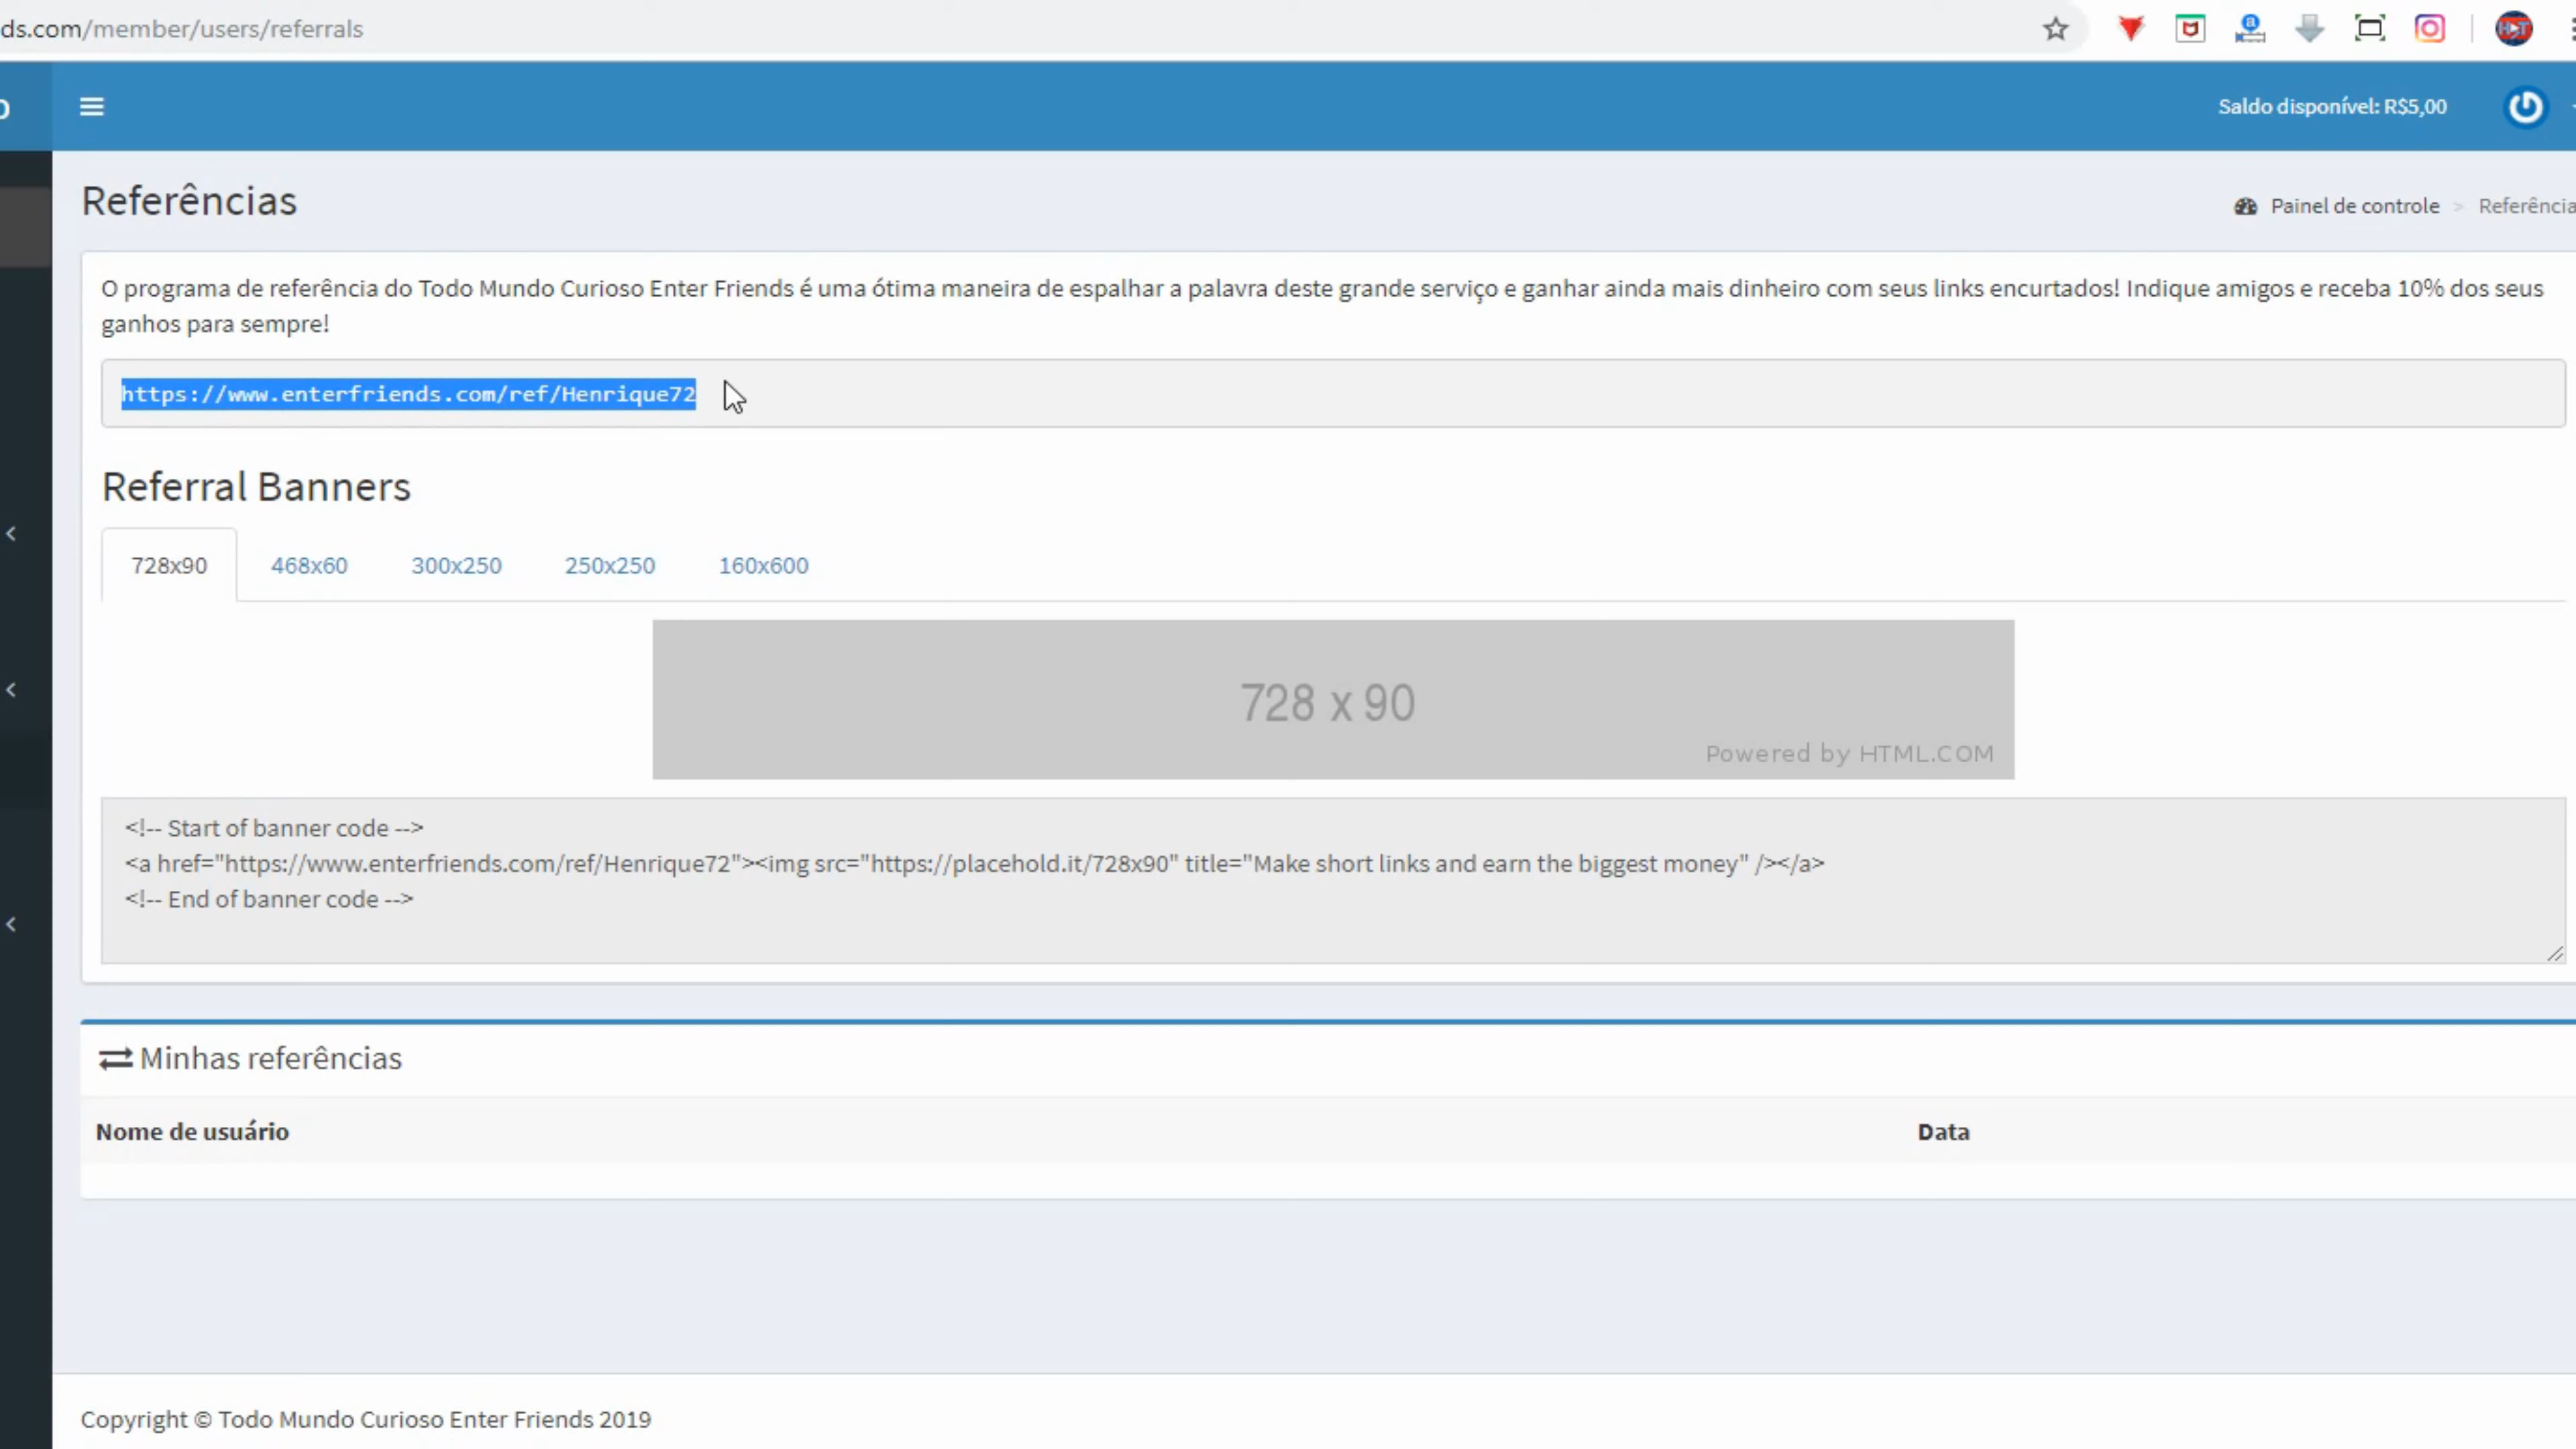 ds.com/member/users/referrals
Saldo disponível: R$5,00
Referências
Painel de controle > Referência
O programa de referência do Todo Mundo Curioso Enter Friends é uma ótima maneira de espalhar a palavra deste grande serviço e ganhar ainda mais dinheiro com seus links encurtados! Indique amigos e receba 10% dos seus
ganhos para sempre!
https://www.enterfriends.com/ref/Henrique72
Referral Banners
728x90 468x60 300x250 250x250 160x600
728 x 90
Powered by HTML.COM
<!-- Start of banner code -->
<a href="https://www.enterfriends.com/ref/Henrique72"><img src="https://placehold.it/728x90" title="Make short links and earn the biggest money" /></a>
<!-- End of banner code -->
Minhas referências
Nome de usuário Data
Copyright © Todo Mundo Curioso Enter Friends 2019